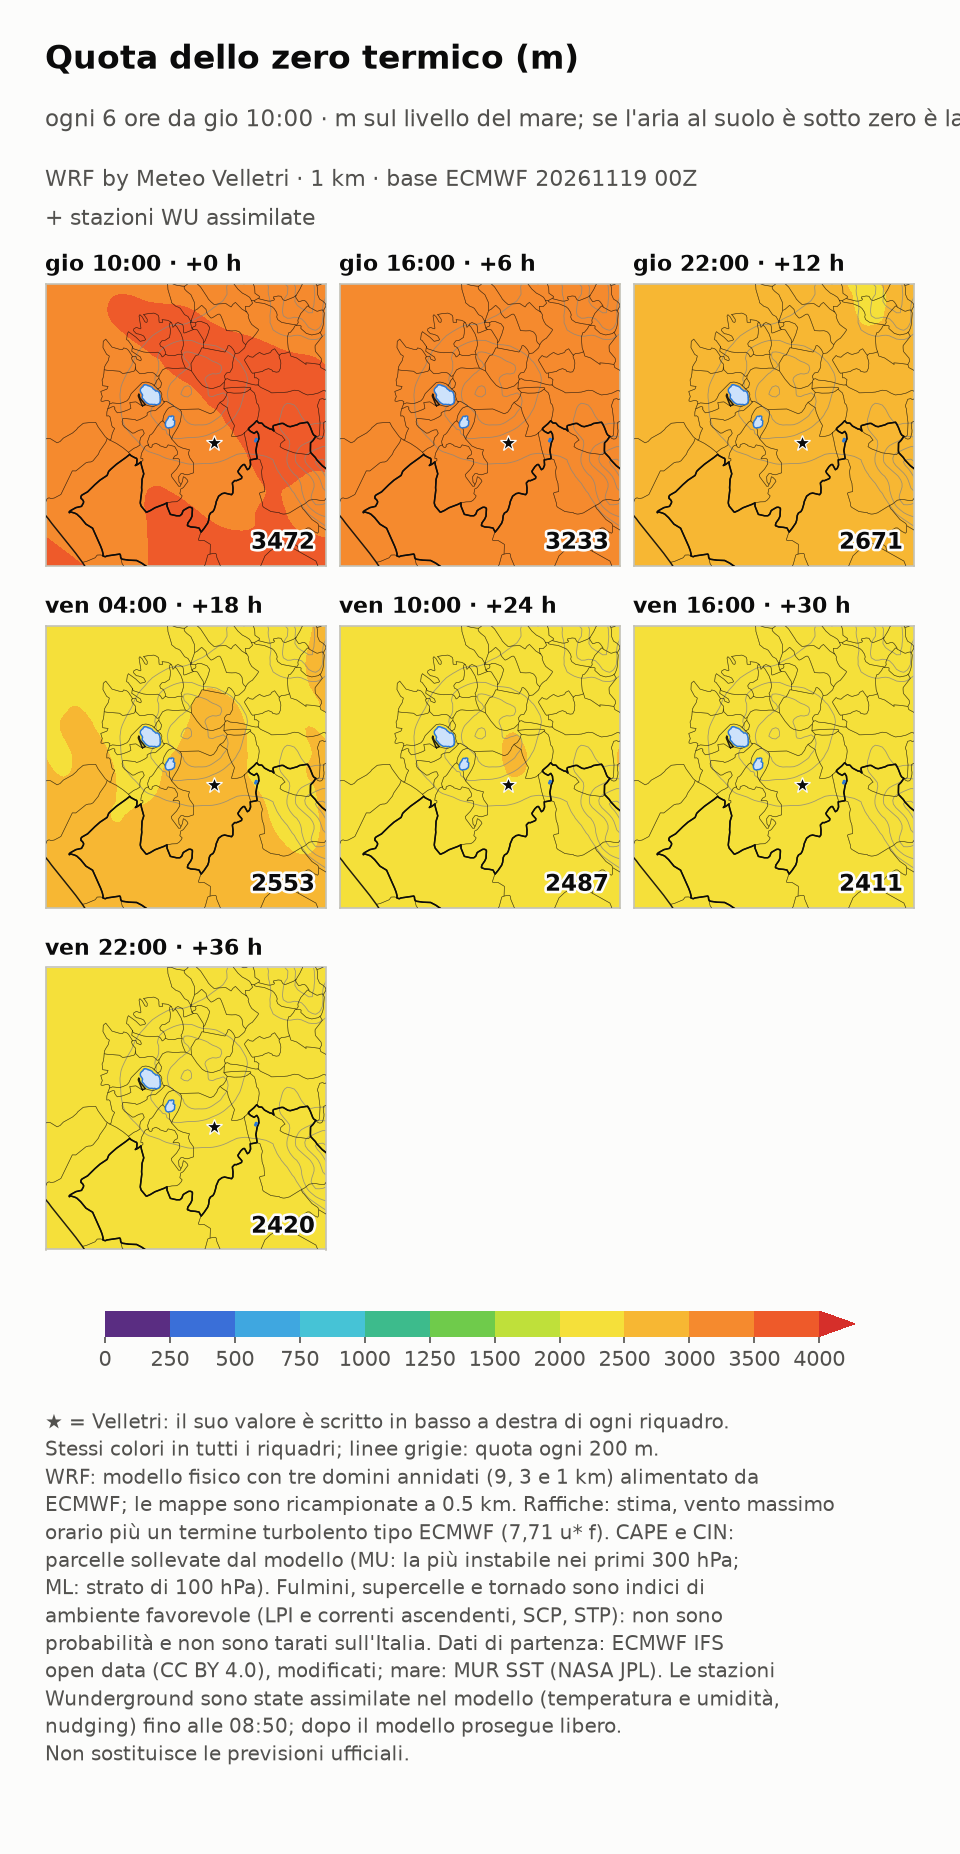 Quota dello zero termico (m)
ogni 6 ore da gio 10:00 · m sul livello del mare; se l'aria al suolo è sotto zero è la
WRF by Meteo Velletri · 1 km · base ECMWF 20261119 00Z
+ stazioni WU assimilate
gio 10:00 · +0 h
gio 16:00 · +6 h
gio 22:00 · +12 h
3472
3233
2671
ven 04:00 · +18 h
ven 10:00 · +24 h
ven 16:00 · +30 h
2553
2487
2411
ven 22:00 · +36 h
2420
0 250 500 750 1000 1250 1500 2000 2500 3000 3500 4000
★ = Velletri: il suo valore è scritto in basso a destra di ogni riquadro.
Stessi colori in tutti i riquadri; linee grigie: quota ogni 200 m.
WRF: modello fisico con tre domini annidati (9, 3 e 1 km) alimentato da
ECMWF; le mappe sono ricampionate a 0.5 km. Raffiche: stima, vento massimo
orario più un termine turbolento tipo ECMWF (7,71 u* f). CAPE e CIN:
parcelle sollevate dal modello (MU: la più instabile nei primi 300 hPa;
ML: strato di 100 hPa). Fulmini, supercelle e tornado sono indici di
ambiente favorevole (LPI e correnti ascendenti, SCP, STP): non sono
probabilità e non sono tarati sull'Italia. Dati di partenza: ECMWF IFS
open data (CC BY 4.0), modificati; mare: MUR SST (NASA JPL). Le stazioni
Wunderground sono state assimilate nel modello (temperatura e umidità,
nudging) fino alle 08:50; dopo il modello prosegue libero.
Non sostituisce le previsioni ufficiali.